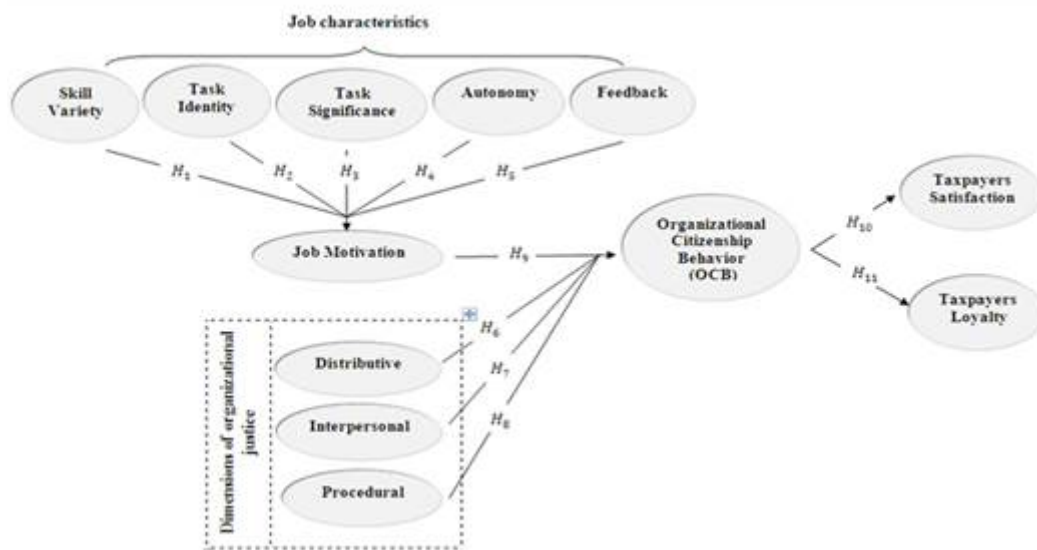 Job characteristics
Skill
Variety
Task
Identity
Task
Significance
Autonomy
Feedback
H₁
H₂
H₃
H₄
H₅
Job Motivation
H₉
Organizational
Citizenship
Behavior
(OCB)
H₁₀
Taxpayers
Satisfaction
H₁₁
Taxpayers
Loyalty
Dimensions of organizational
justice
Distributive
Interpersonal
Procedural
H₆
H₇
H₈